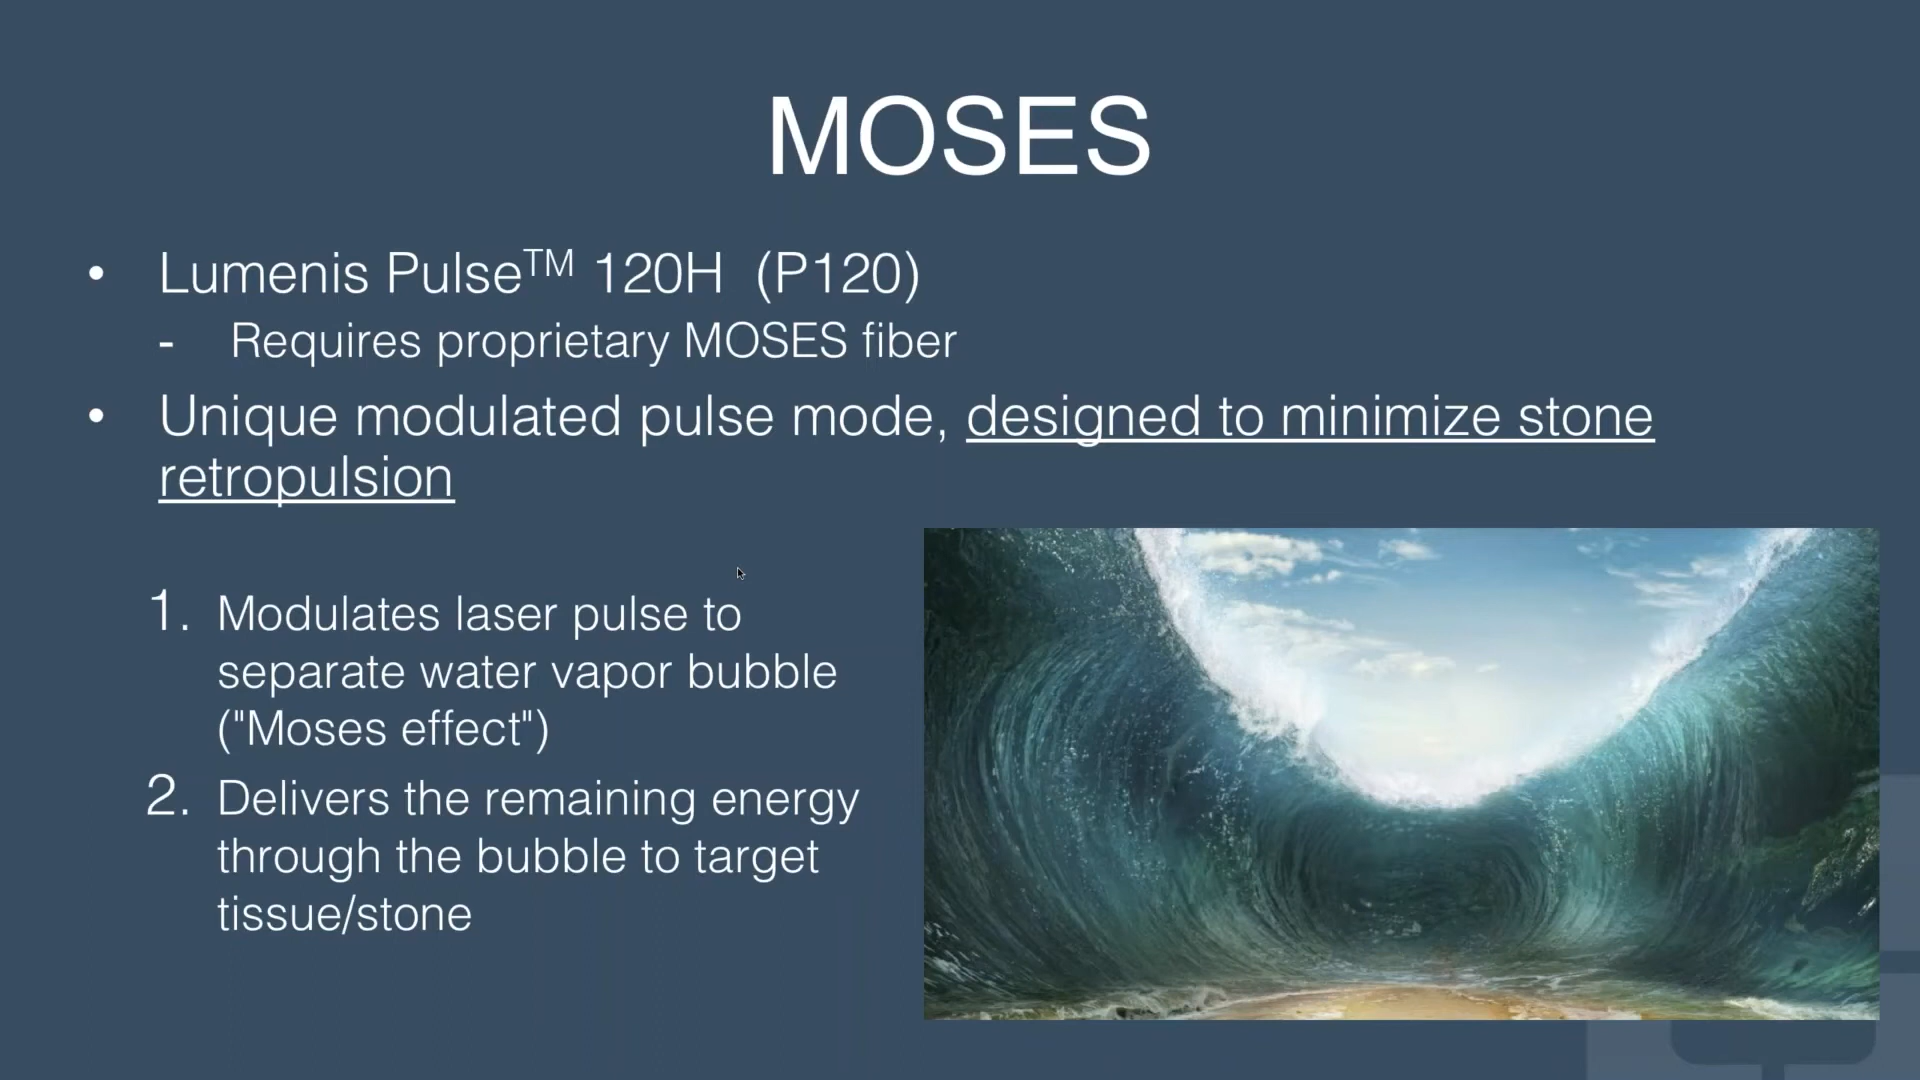 MOSES
• Lumenis Pulse™ 120H (P120)
- Requires proprietary MOSES fiber
• Unique modulated pulse mode, designed to minimize stone
retropulsion
1. Modulates laser pulse to
separate water vapor bubble
("Moses effect")
2. Delivers the remaining energy
through the bubble to target
tissue/stone